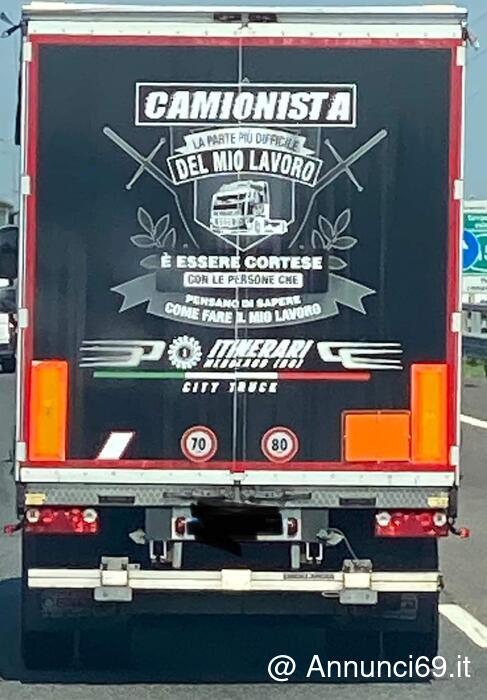 CAMIONISTA
LA PARTE PIÙ DIFFICILE
DEL MIO LAVORO
È ESSERE CORTESE
CON LE PERSONE CHE
PENSANO DI SAPERE
COME FARE IL MIO LAVORO
ITINERARI
CITY TRUCK
70
80
@ Annunci69.it